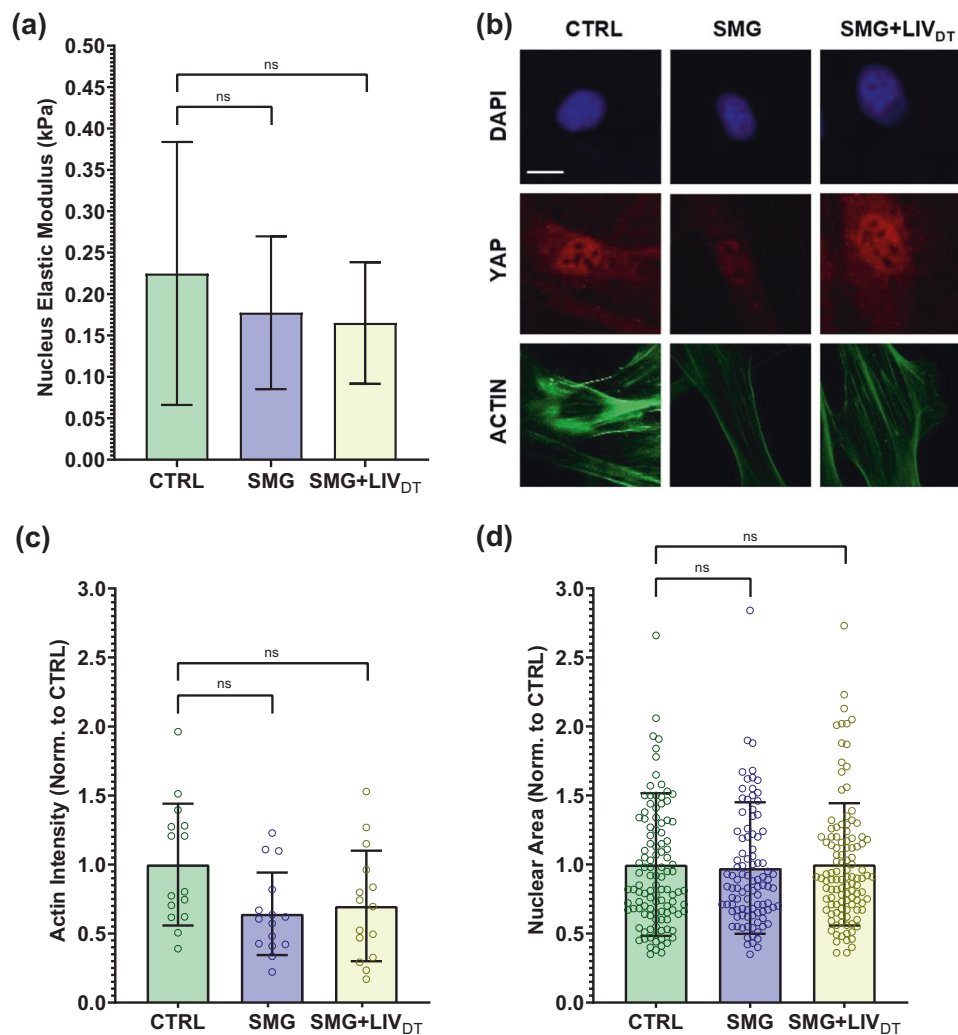 (a)
Nucleus Elastic Modulus (kPa)
0.50
0.45
0.40
0.35
0.30
0.25
0.20
0.15
0.10
0.05
0.00
ns
ns
CTRL SMG SMG+LIVDT
(b)
CTRL SMG SMG+LIVDT
DAPI
YAP
ACTIN
(c)
Actin Intensity (Norm. to CTRL)
3.0
2.5
2.0
1.5
1.0
0.5
0.0
ns
ns
CTRL SMG SMG+LIVDT
(d)
Nuclear Area (Norm. to CTRL)
3.0
2.5
2.0
1.5
1.0
0.5
0.0
ns
ns
CTRL SMG SMG+LIVDT